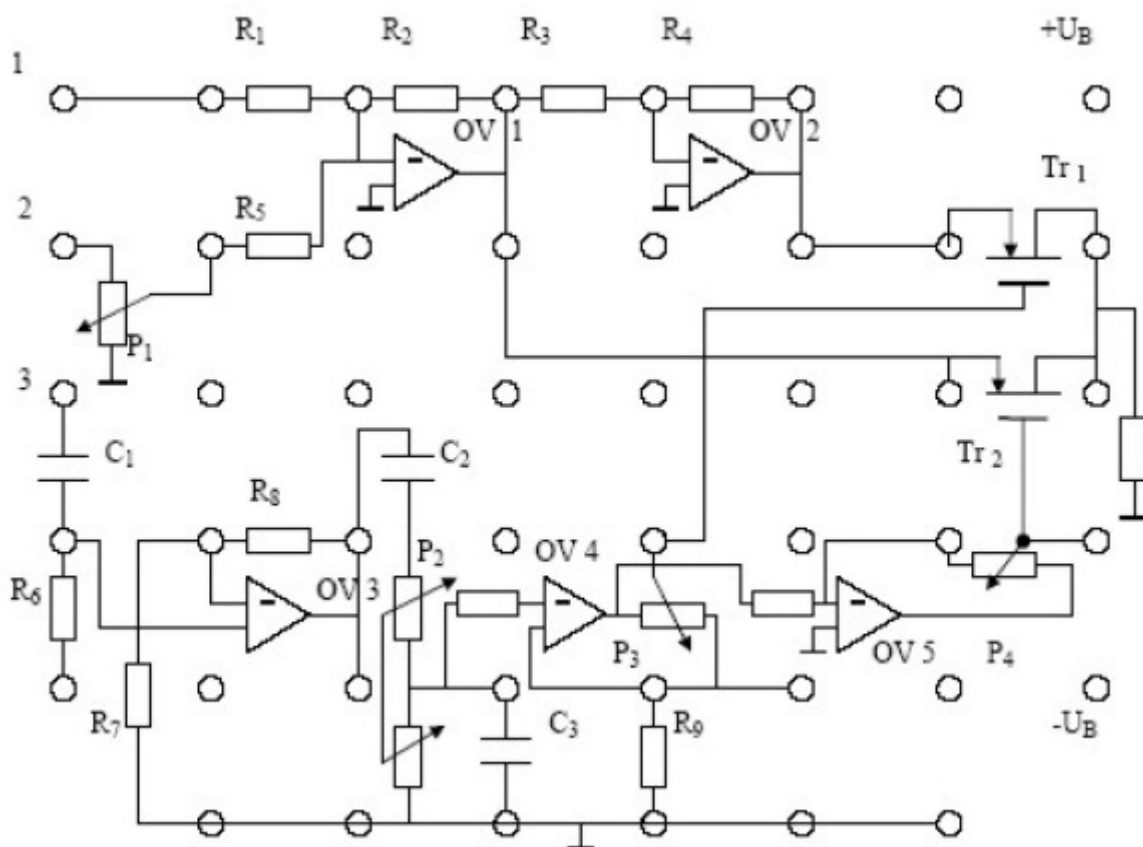 R1 R2 R3 R4 +UB
1
OV 1 OV 2
Tr 1
2 R5
P1
3
C1 C2 Tr 2
R8
P2 OV 4
R6 OV 3
P3 OV 5 P4
R7 C3 R9 -UB